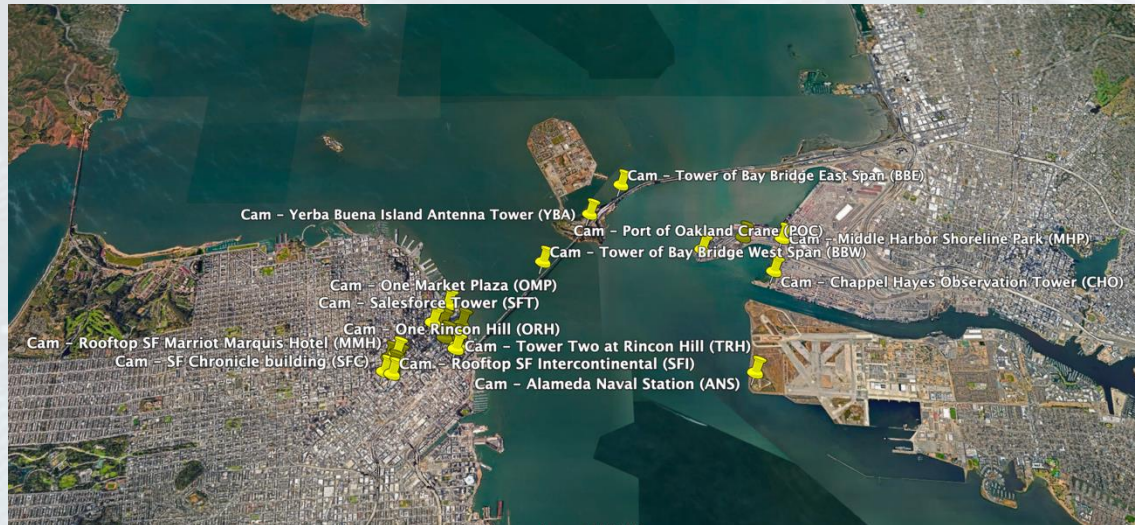 Cam – Tower of Bay Bridge East Span (BBE)
Cam – Yerba Buena Island Antenna Tower (YBA)
Cam – Port of Oakland Crane (POC)
Cam – Middle Harbor Shoreline Park (MHP)
Cam – Tower of Bay Bridge West Span (BBW)
Cam – Chappel Hayes Observation Tower (CHO)
Cam – One Market Plaza (OMP)
Cam – Salesforce Tower (SFT)
Cam – One Rincon Hill (ORH)
Cam – Rooftop SF Marriot Marquis Hotel (MMH)
Cam – Tower Two at Rincon Hill (TRH)
Cam – SF Chronicle building (SFC)
Cam – Rooftop SF Intercontinental (SFI)
Cam – Alameda Naval Station (ANS)